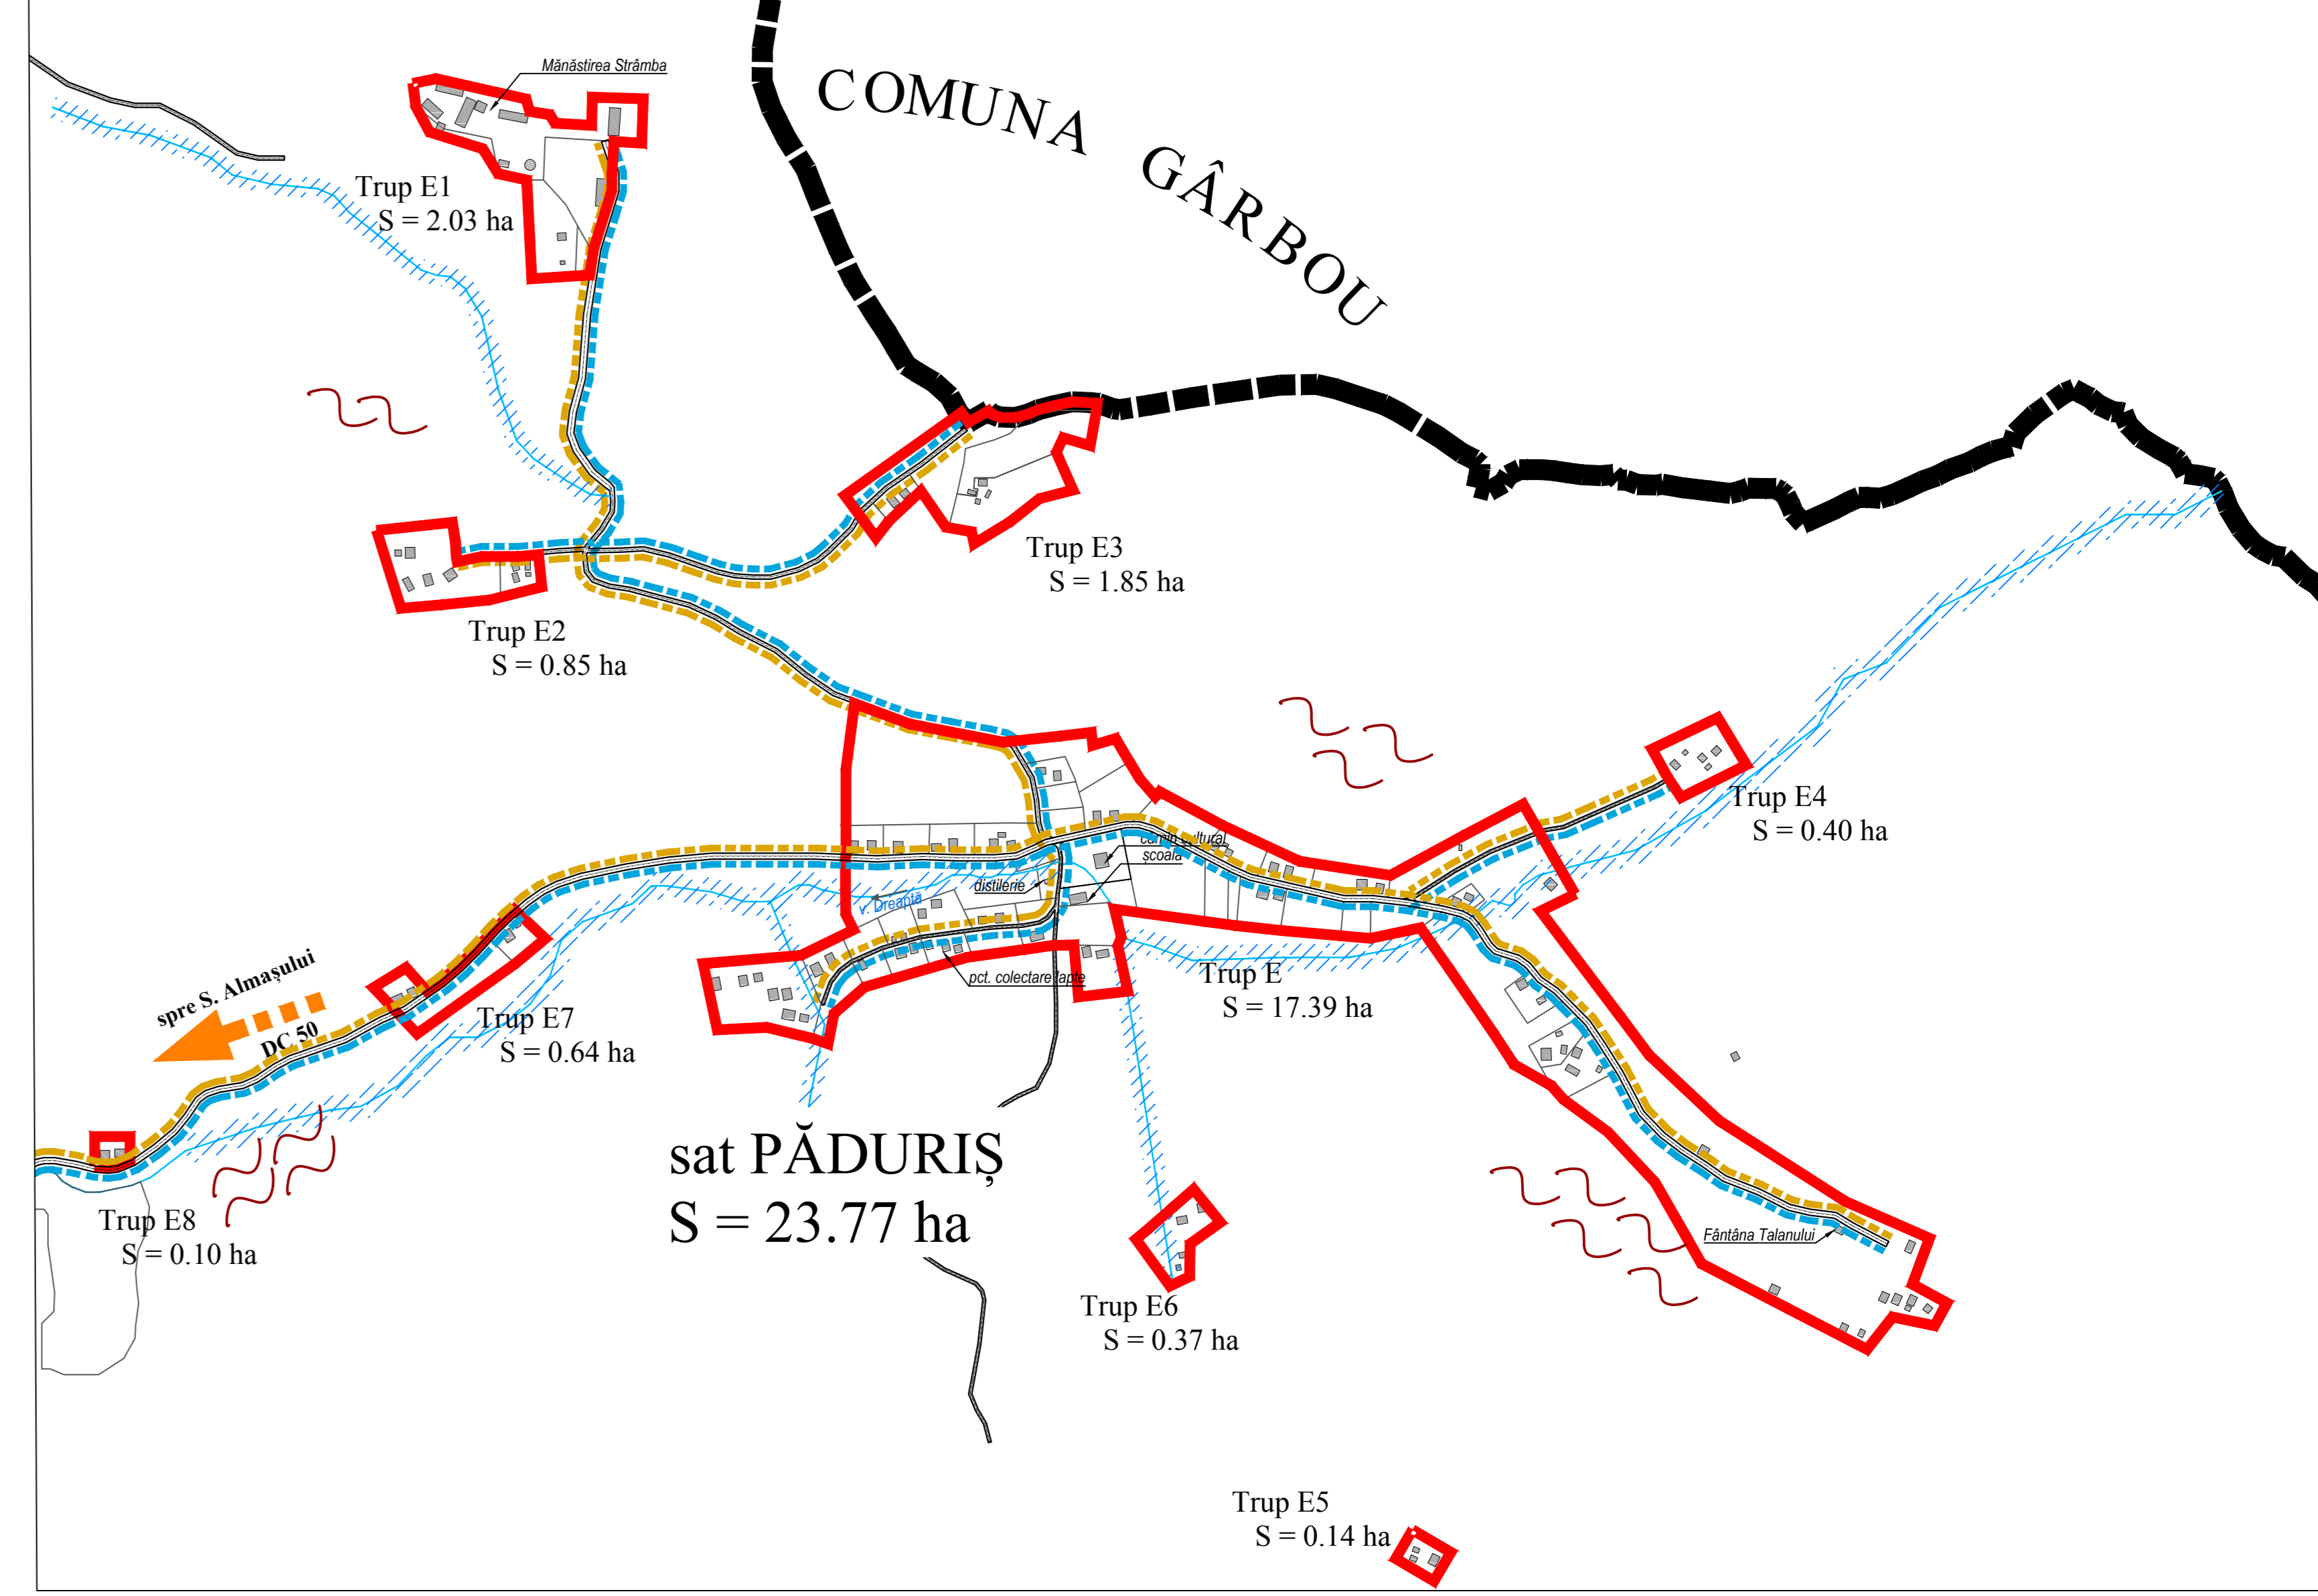 Mănăstirea Strâmba
COMUNA GÂRBOU
Trup E1
S = 2.03 ha
Trup E3
S = 1.85 ha
Trup E2
S = 0.85 ha
Trup E4
S = 0.40 ha
cămin cultural
școală
distilerie
v. Dreaptă
pct. colectare lapte
Trup E
S = 17.39 ha
spre S. Almașului
DC 50
Trup E7
S = 0.64 ha
sat PĂDURIȘ
S = 23.77 ha
Trup E8
S = 0.10 ha
Fântâna Talanului
Trup E6
S = 0.37 ha
Trup E5
S = 0.14 ha